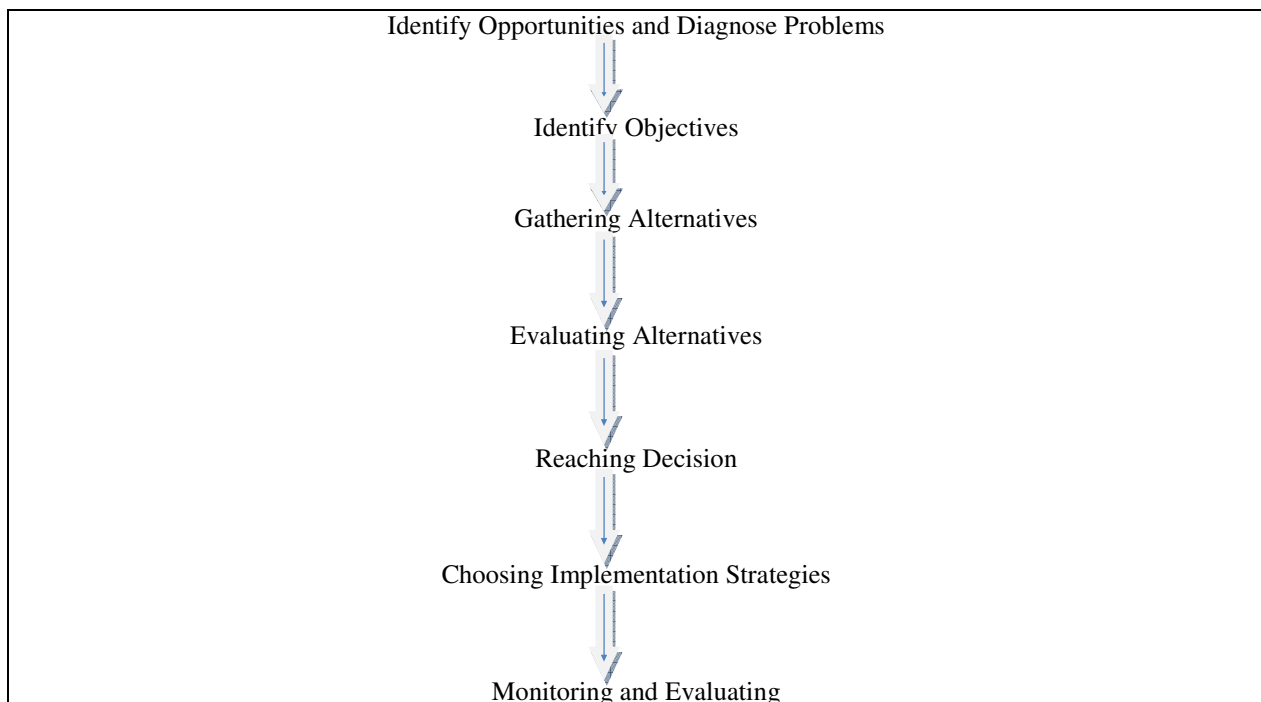 Identify Opportunities and Diagnose Problems
Identify Objectives
Gathering Alternatives
Evaluating Alternatives
Reaching Decision
Choosing Implementation Strategies
Monitoring and Evaluating